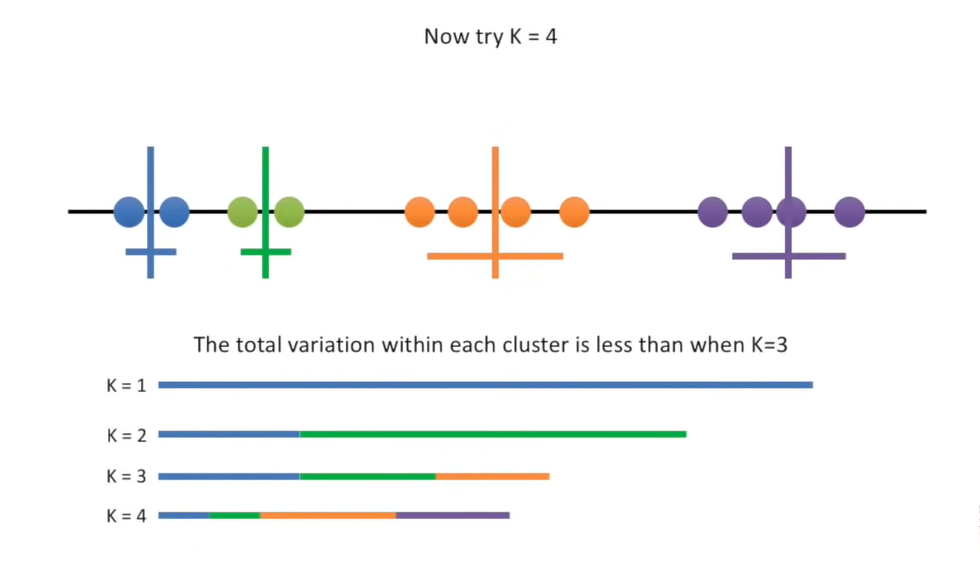 Now try K = 4
The total variation within each cluster is less than when K=3
K = 1
K = 2
K = 3
K = 4